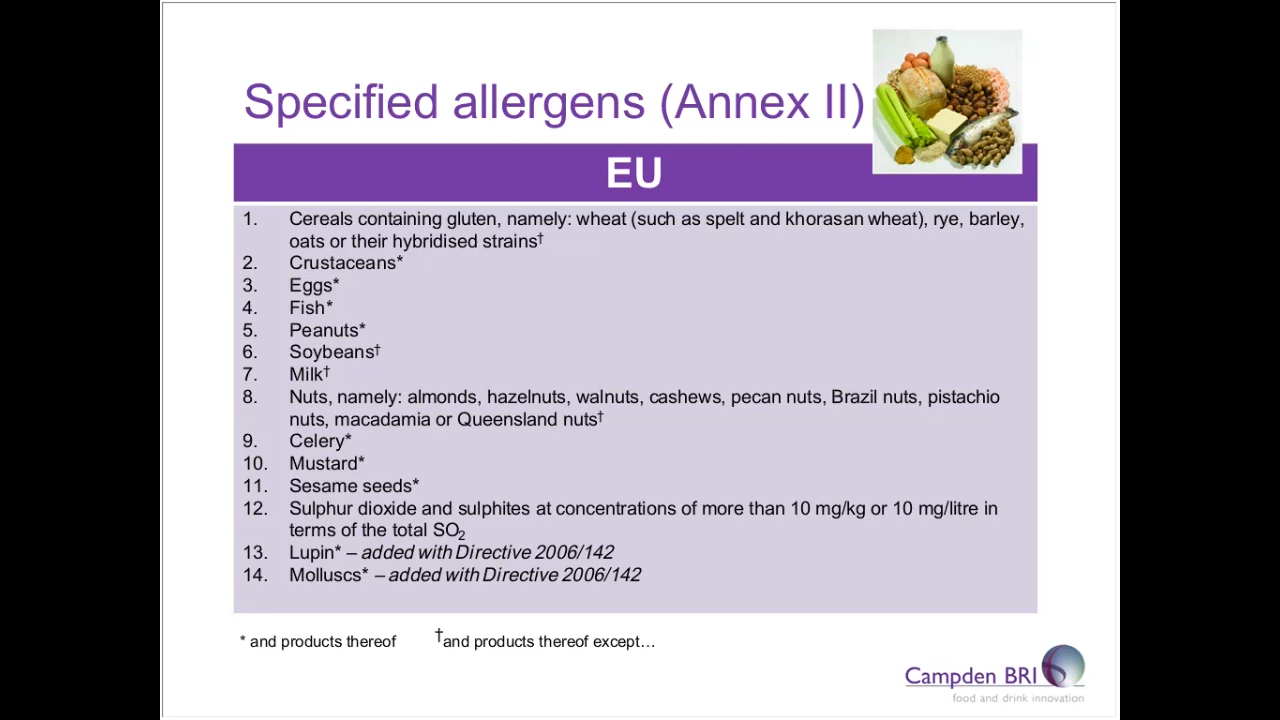 Specified allergens (Annex II)
EU
1. Cereals containing gluten, namely: wheat (such as spelt and khorasan wheat), rye, barley,
oats or their hybridised strains†
2. Crustaceans*
3. Eggs*
4. Fish*
5. Peanuts*
6. Soybeans†
7. Milk†
8. Nuts, namely: almonds, hazelnuts, walnuts, cashews, pecan nuts, Brazil nuts, pistachio
nuts, macadamia or Queensland nuts†
9. Celery*
10. Mustard*
11. Sesame seeds*
12. Sulphur dioxide and sulphites at concentrations of more than 10 mg/kg or 10 mg/litre in
terms of the total SO₂
13. Lupin* – added with Directive 2006/142
14. Molluscs* – added with Directive 2006/142
* and products thereof †and products thereof except…
Campden BRI
food and drink innovation